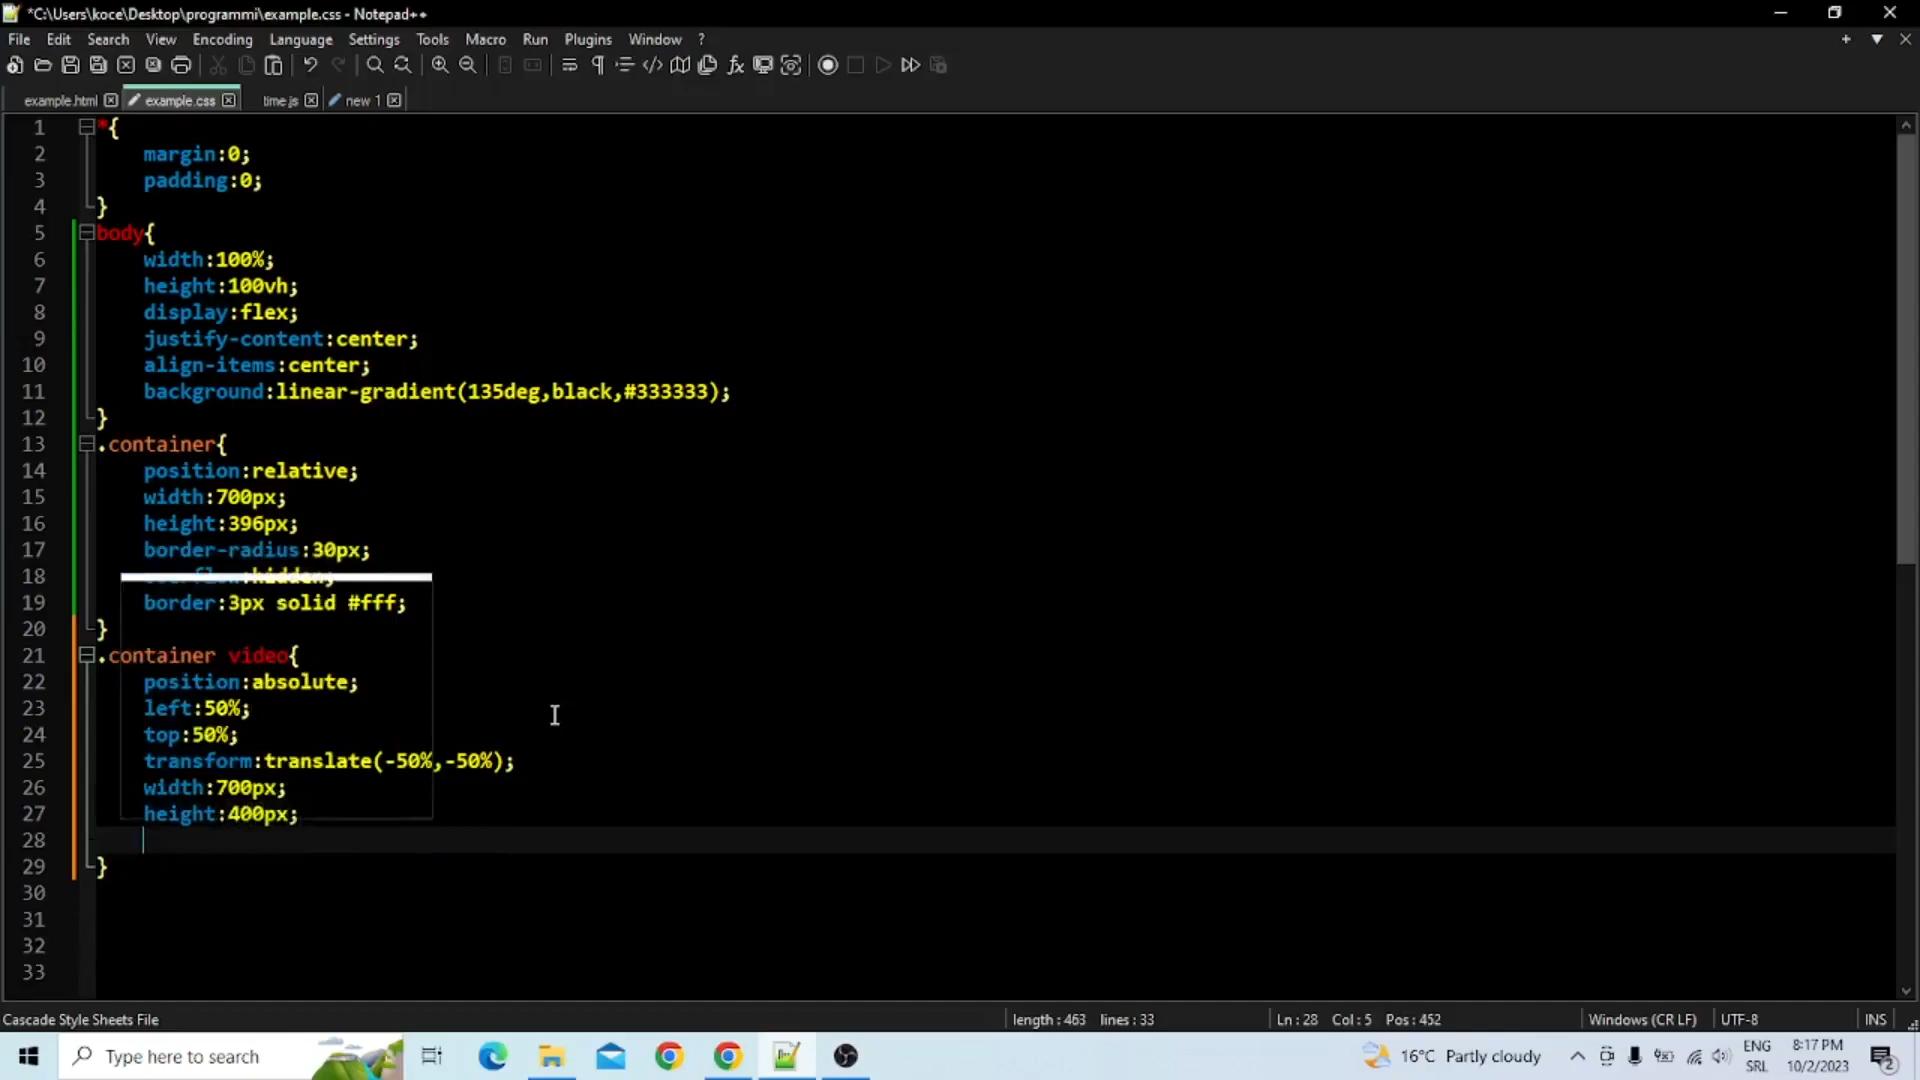 *C:\Users\koce\Desktop\programmi\example.css - Notepad++
File Edit Search View Encoding Language Settings Tools Macro Run Plugins Window ?
example.html example.css time.js new 1
1 *{
2 margin:0;
3 padding:0;
4 }
5 body{
6 width:100%;
7 height:100vh;
8 display:flex;
9 justify-content:center;
10 align-items:center;
11 background:linear-gradient(135deg,black,#333333);
12 }
13 .container{
14 position:relative;
15 width:700px;
16 height:396px;
17 border-radius:30px;
18 overflow:hidden;
19 border:3px solid #fff;
20 }
21 .container video{
22 position:absolute;
23 left:50%;
24 top:50%;
25 transform:translate(-50%,-50%);
26 width:700px;
27 height:400px;
28
29 }
30
31
32
33
Cascade Style Sheets File length : 463 lines : 33 Ln : 28 Col : 5 Pos : 452 Windows (CR LF) UTF-8 INS
Type here to search 16°C Partly cloudy ENG SRL 8:17 PM 10/2/2023 2